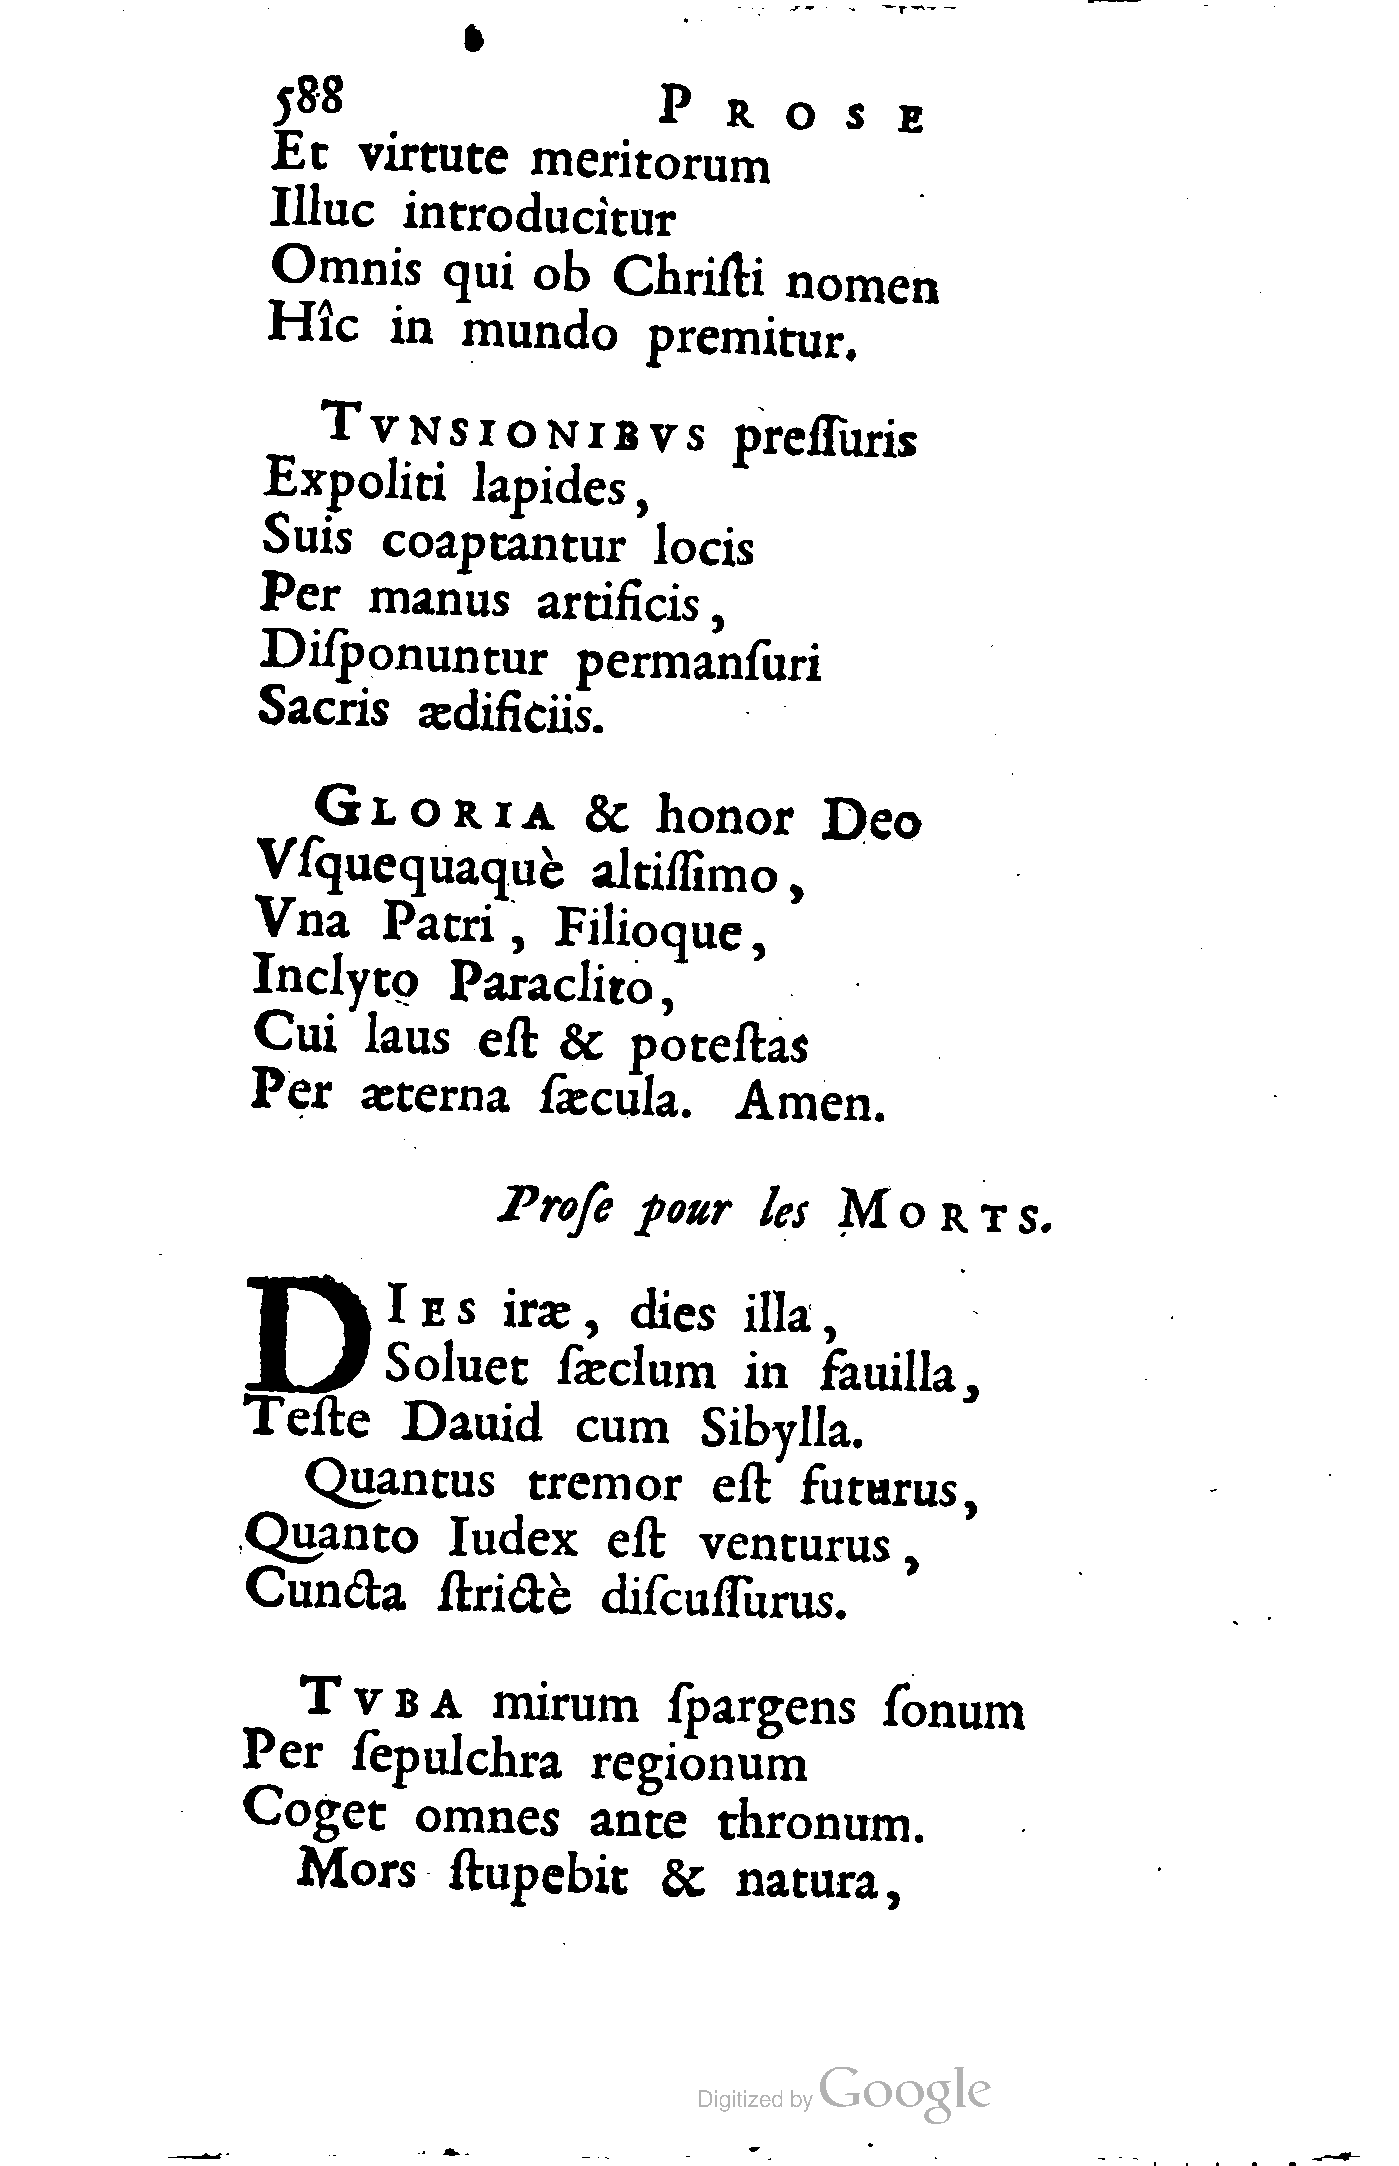 588 PROSE
Et virtute meritorum
Illuc introducìtur
Omnis qui ob Chriſti nomen
Hîc in mundo premitur.
TVNSIONIBVS preſſuris
Expoliti lapides,
Suis coaptantur locis
Per manus artificis,
Diſponuntur permanſuri
Sacris ædificiis.
GLORIA & honor Deo
Vſquequaquè altiſſimo,
Vna Patri, Filioque,
Inclyto Paraclito,
Cui laus eſt & poteſtas
Per æterna ſæcula. Amen.
Proſe pour les MORTS.
DIES iræ, dies illa,
Soluet ſæclum in fauilla,
Teſte Dauid cum Sibylla.
Quantus tremor eſt futurus,
Quanto Iudex eſt venturus,
Cuncta ſtrictè diſcuſſurus.
TVBA mirum ſpargens ſonum
Per ſepulchra regionum
Coget omnes ante thronum.
Mors ſtupebit & natura,
Digitized by Google